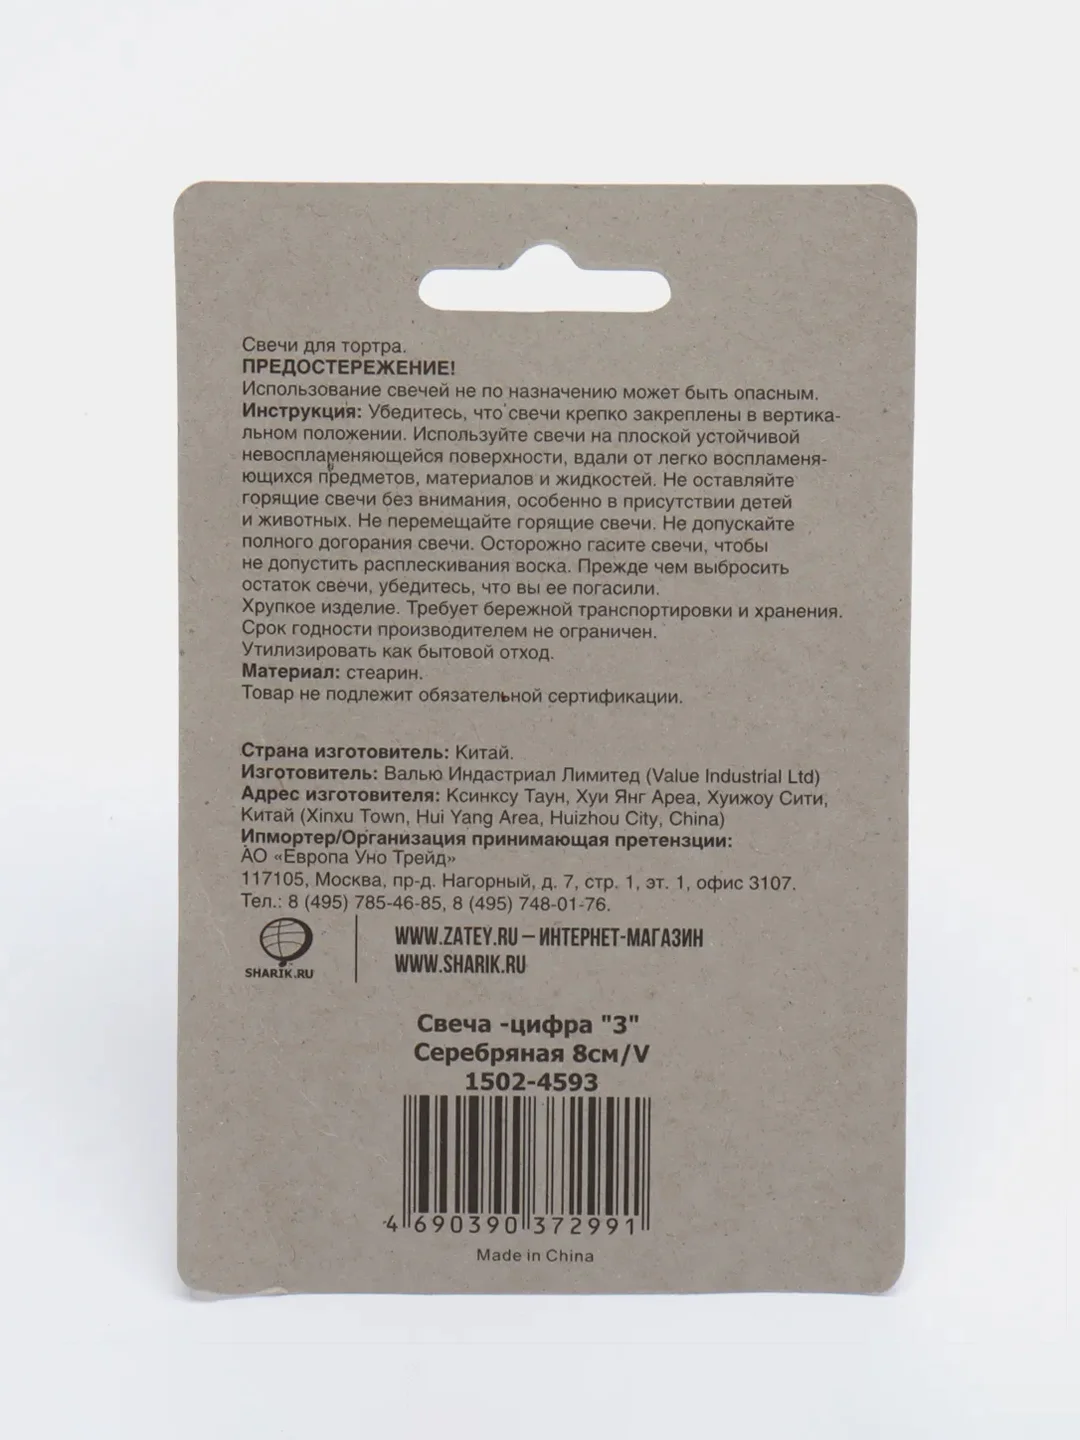 Свечи для тортра.
ПРЕДОСТЕРЕЖЕНИЕ!
Использование свечей не по назначению может быть опасным.
Инструкция: Убедитесь, что свечи крепко закреплены в вертика-
льном положении. Используйте свечи на плоской устойчивой
невоспламеняющейся поверхности, вдали от легко воспламеня-
ющихся предметов, материалов и жидкостей. Не оставляйте
горящие свечи без внимания, особенно в присутствии детей
и животных. Не перемещайте горящие свечи. Не допускайте
полного догорания свечи. Осторожно гасите свечи, чтобы
не допустить расплескивания воска. Прежде чем выбросить
остаток свечи, убедитесь, что вы ее погасили.
Хрупкое изделие. Требует бережной транспортировки и хранения.
Срок годности производителем не ограничен.
Утилизировать как бытовой отход.
Материал: стеарин.
Товар не подлежит обязательной сертификации.
Страна изготовитель: Китай.
Изготовитель: Валью Индастриал Лимитед (Value Industrial Ltd)
Адрес изготовителя: Ксинксу Таун, Хуи Янг Ареа, Хуижоу Сити,
Китай (Xinxu Town, Hui Yang Area, Huizhou City, China)
Ипмортер/Организация принимающая претензции:
АО «Европа Уно Трейд»
117105, Москва, пр-д. Нагорный, д. 7, стр. 1, эт. 1, офис 3107.
Тел.: 8 (495) 785-46-85, 8 (495) 748-01-76.
SHARIK.RU
WWW.ZATEY.RU – ИНТЕРНЕТ-МАГАЗИН
WWW.SHARIK.RU
Свеча -цифра "3"
Серебряная 8см/V
1502-4593
4 690390 372991
Made in China